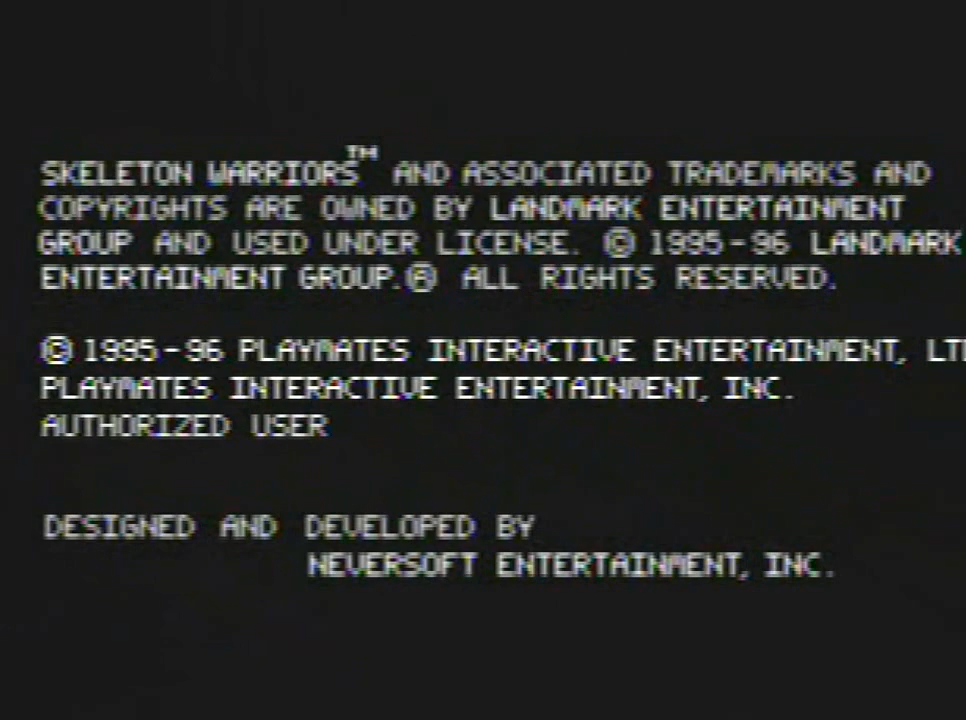 SKELETON WARRIORS™ AND ASSOCIATED TRADEMARKS AND
COPYRIGHTS ARE OWNED BY LANDMARK ENTERTAINMENT
GROUP AND USED UNDER LICENSE. © 1995-96 LANDMARK
ENTERTAINMENT GROUP.® ALL RIGHTS RESERVED.
© 1995-96 PLAYMATES INTERACTIVE ENTERTAINMENT, LT
PLAYMATES INTERACTIVE ENTERTAINMENT, INC.
AUTHORIZED USER
DESIGNED AND DEVELOPED BY
NEVERSOFT ENTERTAINMENT, INC.